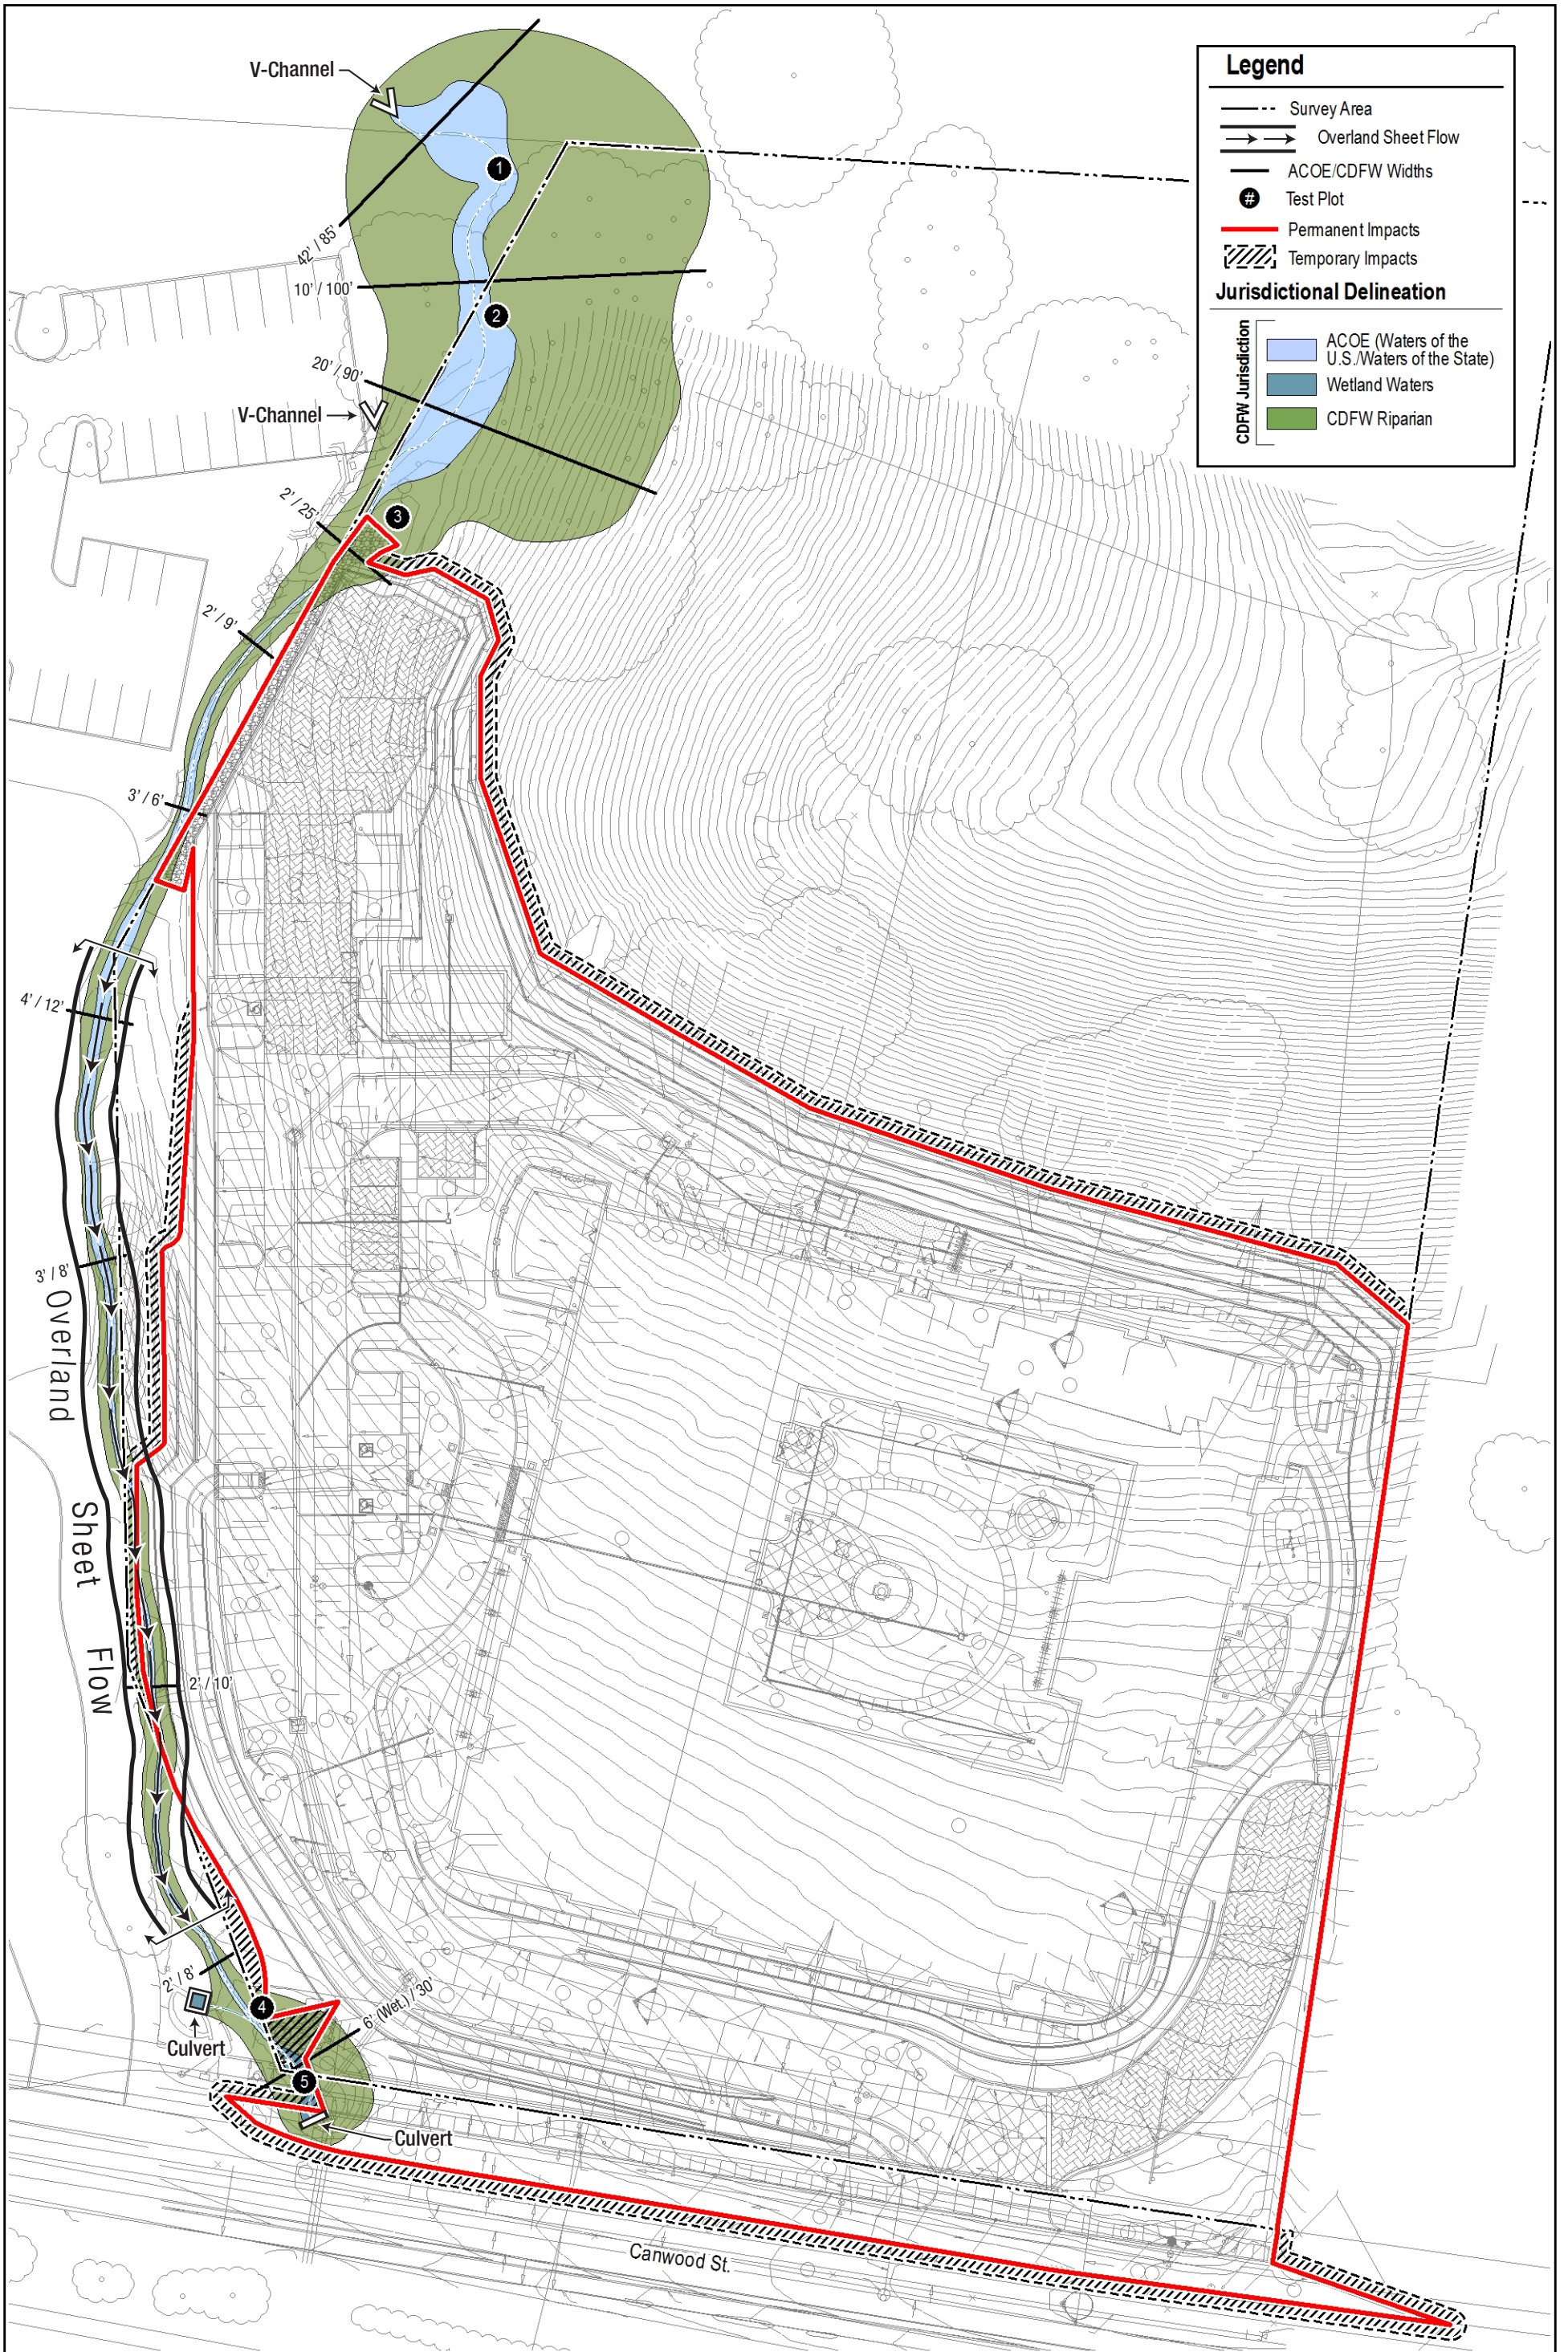 V-Channel
1
42' / 85'
10' / 100'
2
20' / 90'
V-Channel
2' / 25'
3
2' / 9'
3' / 6'
4' / 12'
3' / 8'
Overland
Sheet
Flow
2' / 10'
2' / 8'
4
6' (Wet.) / 30'
Culvert
5
Culvert
Canwood St.
Legend
Survey Area
Overland Sheet Flow
ACOE/CDFW Widths
# Test Plot
Permanent Impacts
Temporary Impacts
Jurisdictional Delineation
CDFW Jurisdiction
ACOE (Waters of the
U.S./Waters of the State)
Wetland Waters
CDFW Riparian